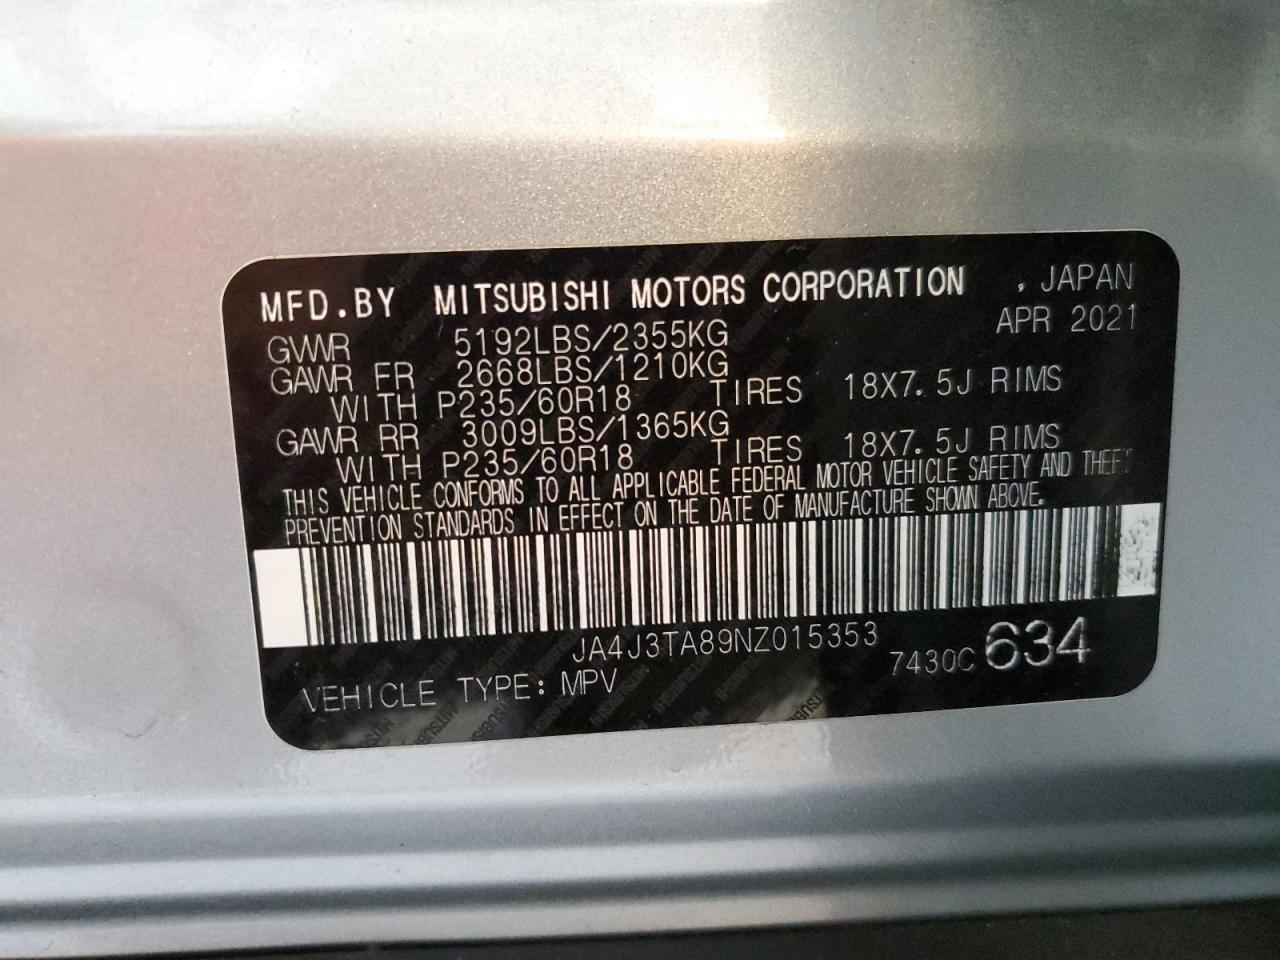 MFD.BY MITSUBISHI MOTORS CORPORATION , JAPAN
APR 2021
GVWR 5192LBS/2355KG
GAWR FR 2668LBS/1210KG
WITH P235/60R18 TIRES 18X7.5J RIMS
GAWR RR 3009LBS/1365KG
WITH P235/60R18 TIRES 18X7.5J RIMS
THIS VEHICLE CONFORMS TO ALL APPLICABLE FEDERAL MOTOR VEHICLE SAFETY AND THEFT
PREVENTION STANDARDS IN EFFECT ON THE DATE OF MANUFACTURE SHOWN ABOVE.
JA4J3TA89NZ015353
7430C 634
VEHICLE TYPE: MPV